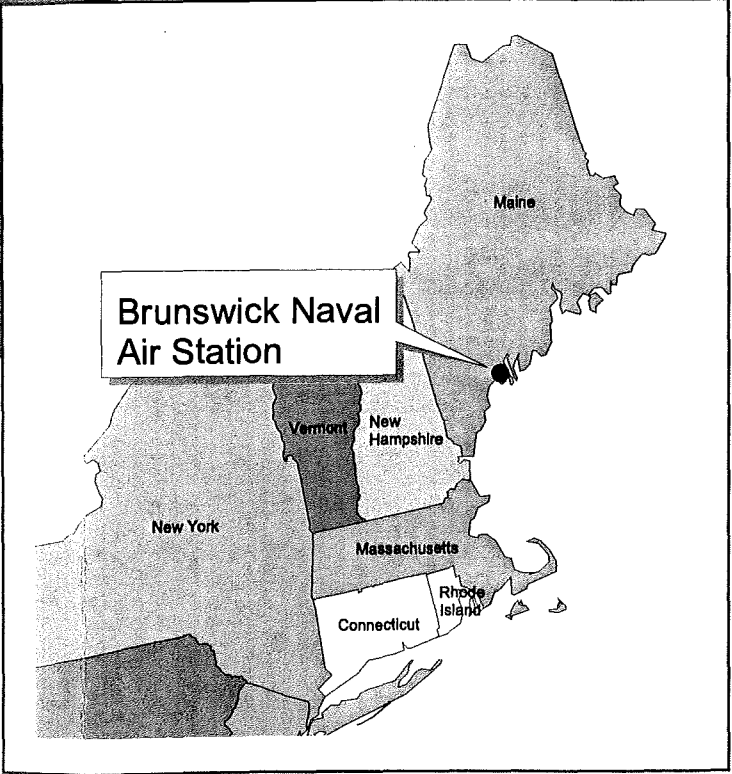 Maine
Brunswick Naval
Air Station
Vermont
New
Hampshire
New York
Massachusetts
Rhode
Island
Connecticut